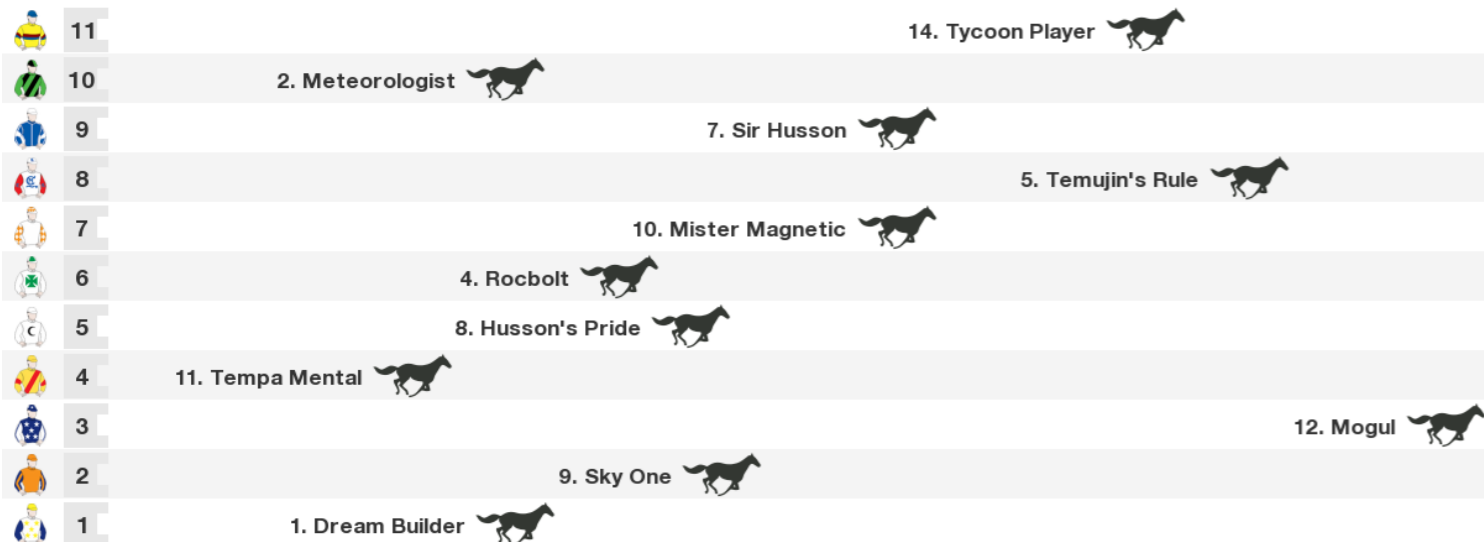 11 14. Tycoon Player
10 2. Meteorologist
9 7. Sir Husson
8 5. Temujin's Rule
7 10. Mister Magnetic
6 4. Rocbolt
5 8. Husson's Pride
C
4 11. Tempa Mental
3 12. Mogul
2 9. Sky One
1 1. Dream Builder